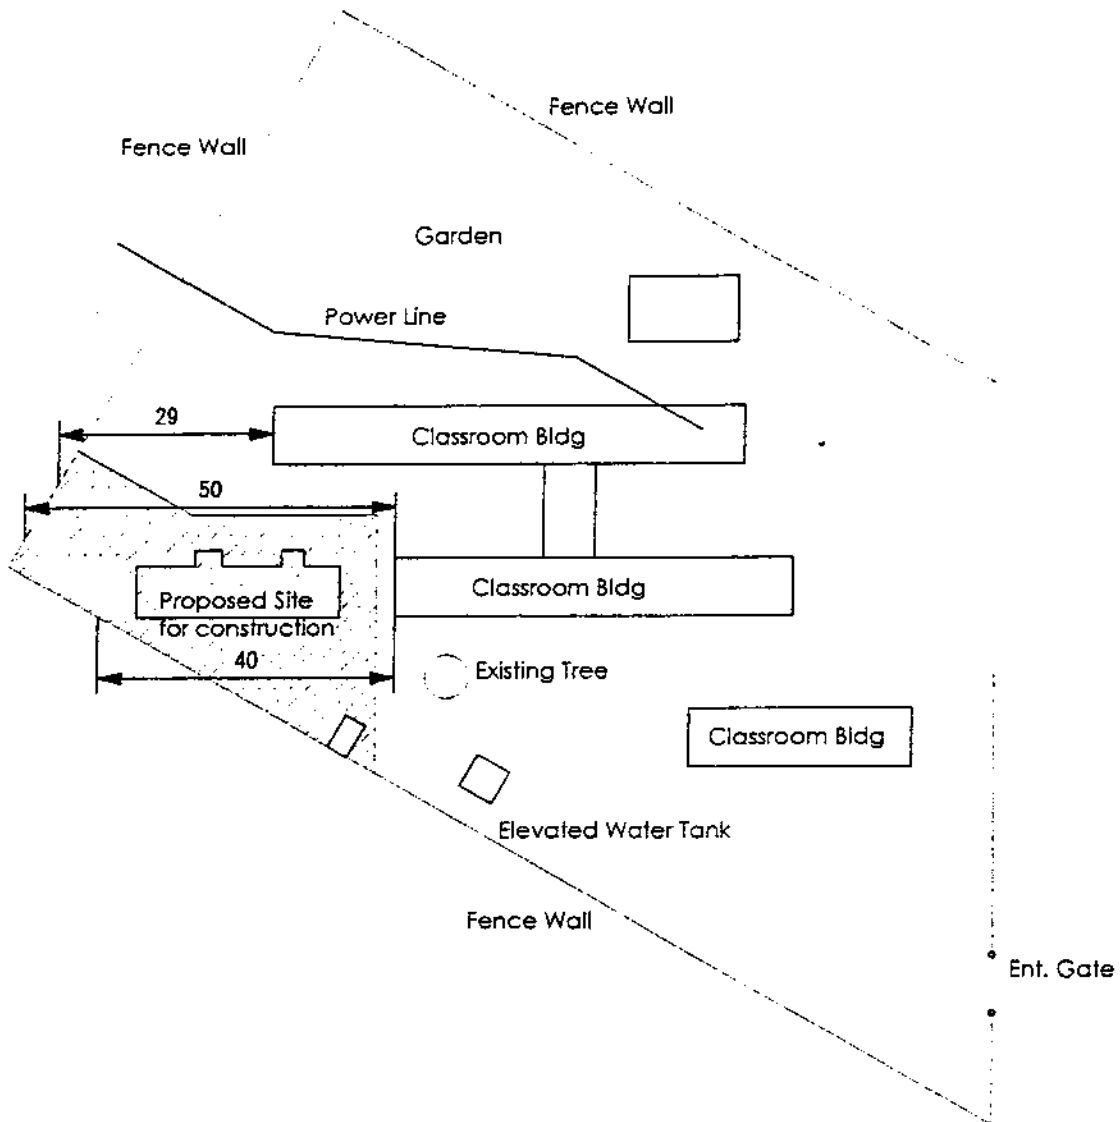 Fence Wall
Fence Wall
Garden
Power Line
29
Classroom Bldg
50
Classroom Bldg
Proposed Site
for construction
40
Existing Tree
Classroom Bldg
Elevated Water Tank
Fence Wall
Ent. Gate